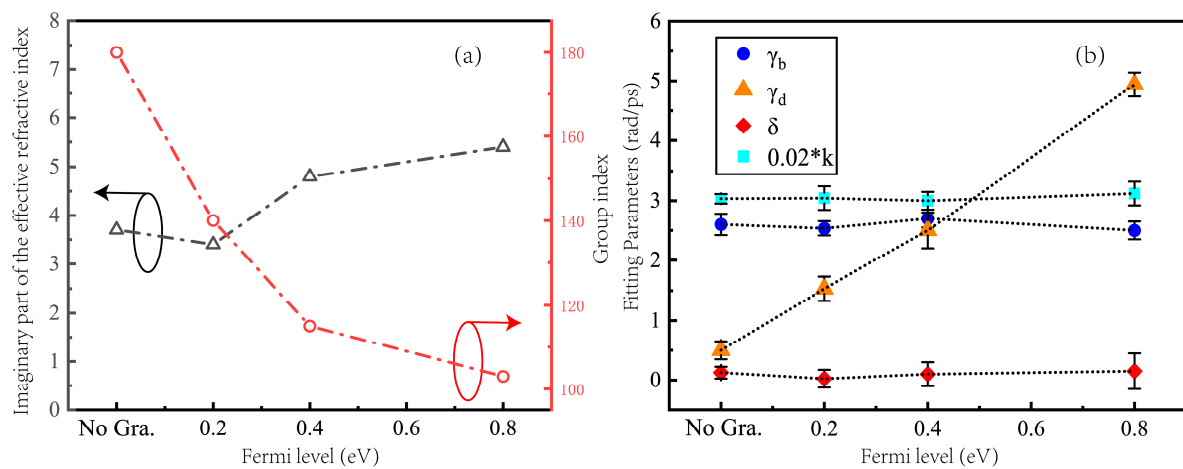 Imaginary part of the effective refractive index
8
7
6
5
4
3
2
1
0
(a)
180
160
140
120
100
Group index
No Gra.
0.2
0.4
0.6
0.8
Fermi level (eV)
Fitting Parameters (rad/ps)
6
5
4
3
2
1
0
γb
γd
δ
0.02*k
(b)
No Gra.
0.2
0.4
0.6
0.8
Fermi level (eV)